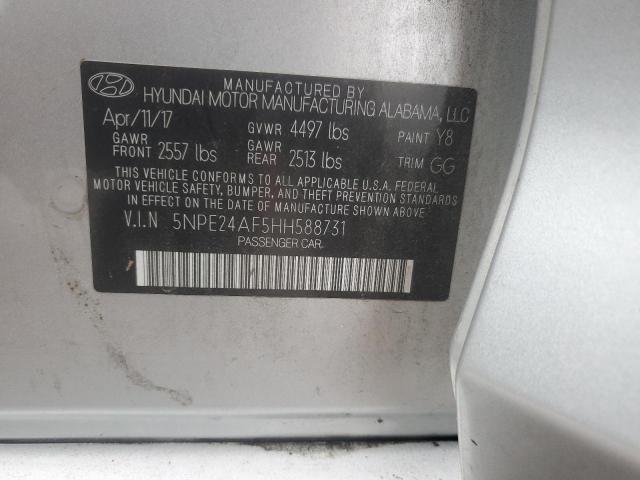 MANUFACTURED BY
HYUNDAI MOTOR MANUFACTURING ALABAMA, LLC
Apr/11/17 GVWR 4497 lbs PAINT Y8
GAWR FRONT 2557 lbs GAWR REAR 2513 lbs TRIM GG
THIS VEHICLE CONFORMS TO ALL APPLICABLE U.S.A. FEDERAL
MOTOR VEHICLE SAFETY, BUMPER, AND THEFT PREVENTION
STANDARDS IN EFFECT ON THE DATE OF MANUFACTURE SHOWN ABOVE
V.I.N 5NPE24AF5HH588731
PASSENGER CAR